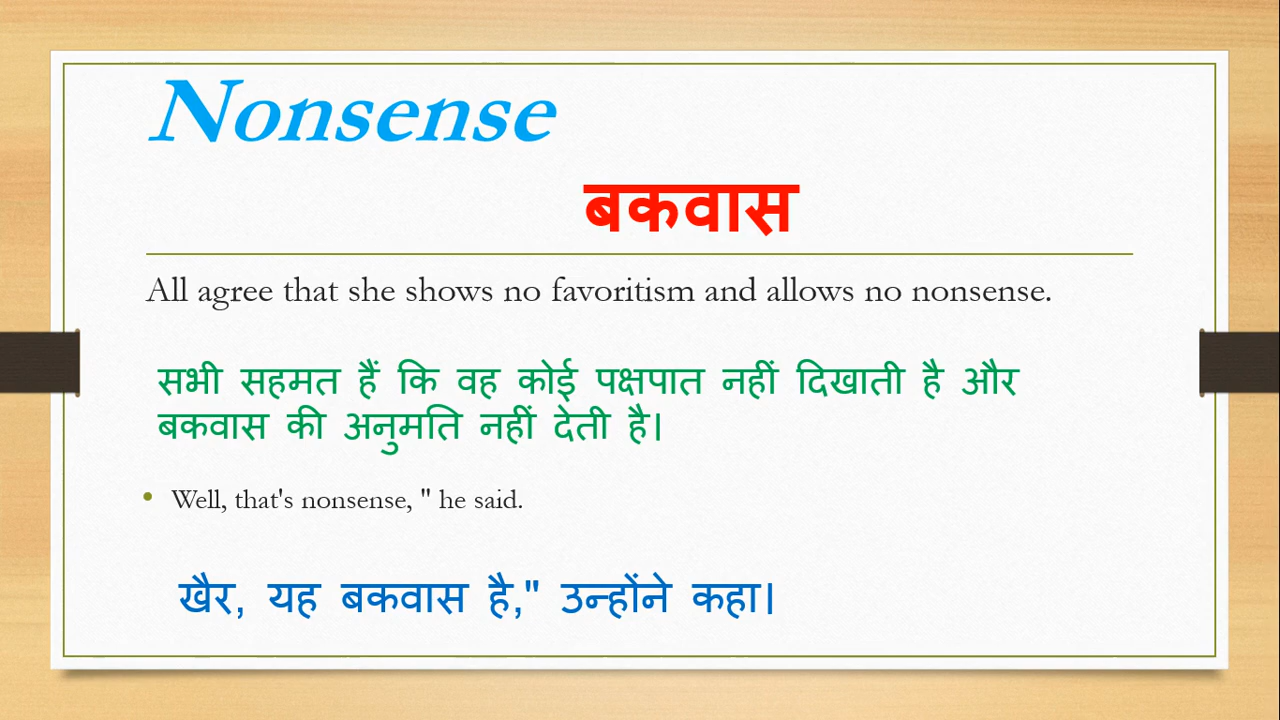 Nonsense
बकवास
All agree that she shows no favoritism and allows no nonsense.
सभी सहमत हैं कि वह कोई पक्षपात नहीं दिखाती है और
बकवास की अनुमति नहीं देती है।
• Well, that's nonsense, " he said.
खैर, यह बकवास है," उन्होंने कहा।